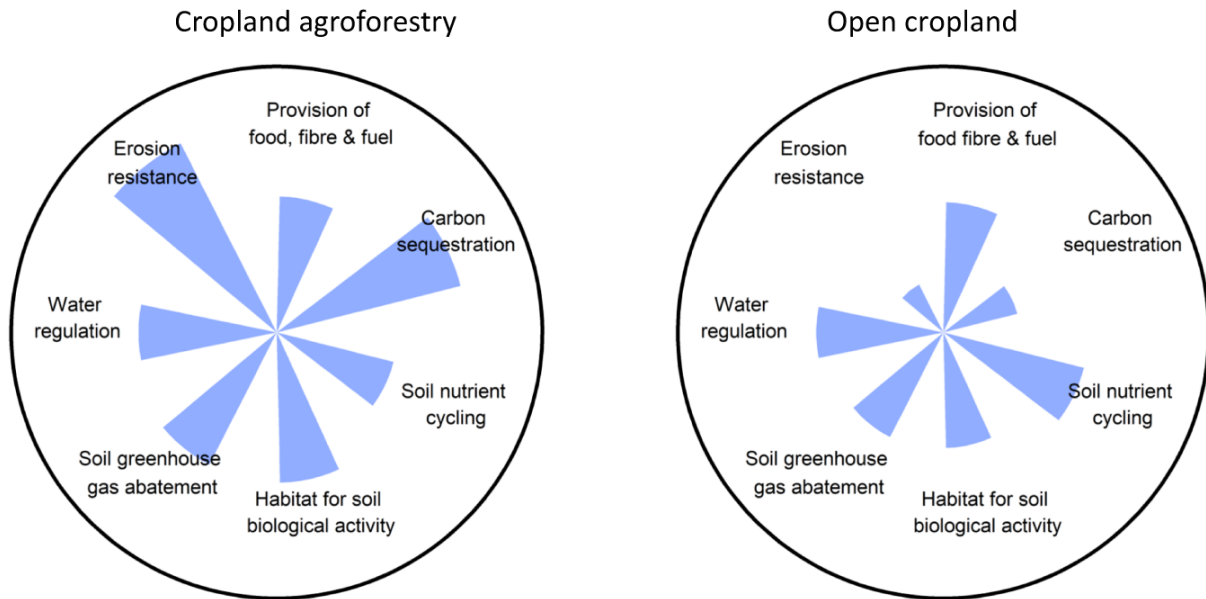 Cropland agroforestry
Provision of
food, fibre & fuel
Erosion
resistance
Carbon
sequestration
Water
regulation
Soil nutrient
cycling
Soil greenhouse
gas abatement
Habitat for soil
biological activity
Open cropland
Provision of
food fibre & fuel
Erosion
resistance
Carbon
sequestration
Water
regulation
Soil nutrient
cycling
Soil greenhouse
gas abatement
Habitat for soil
biological activity